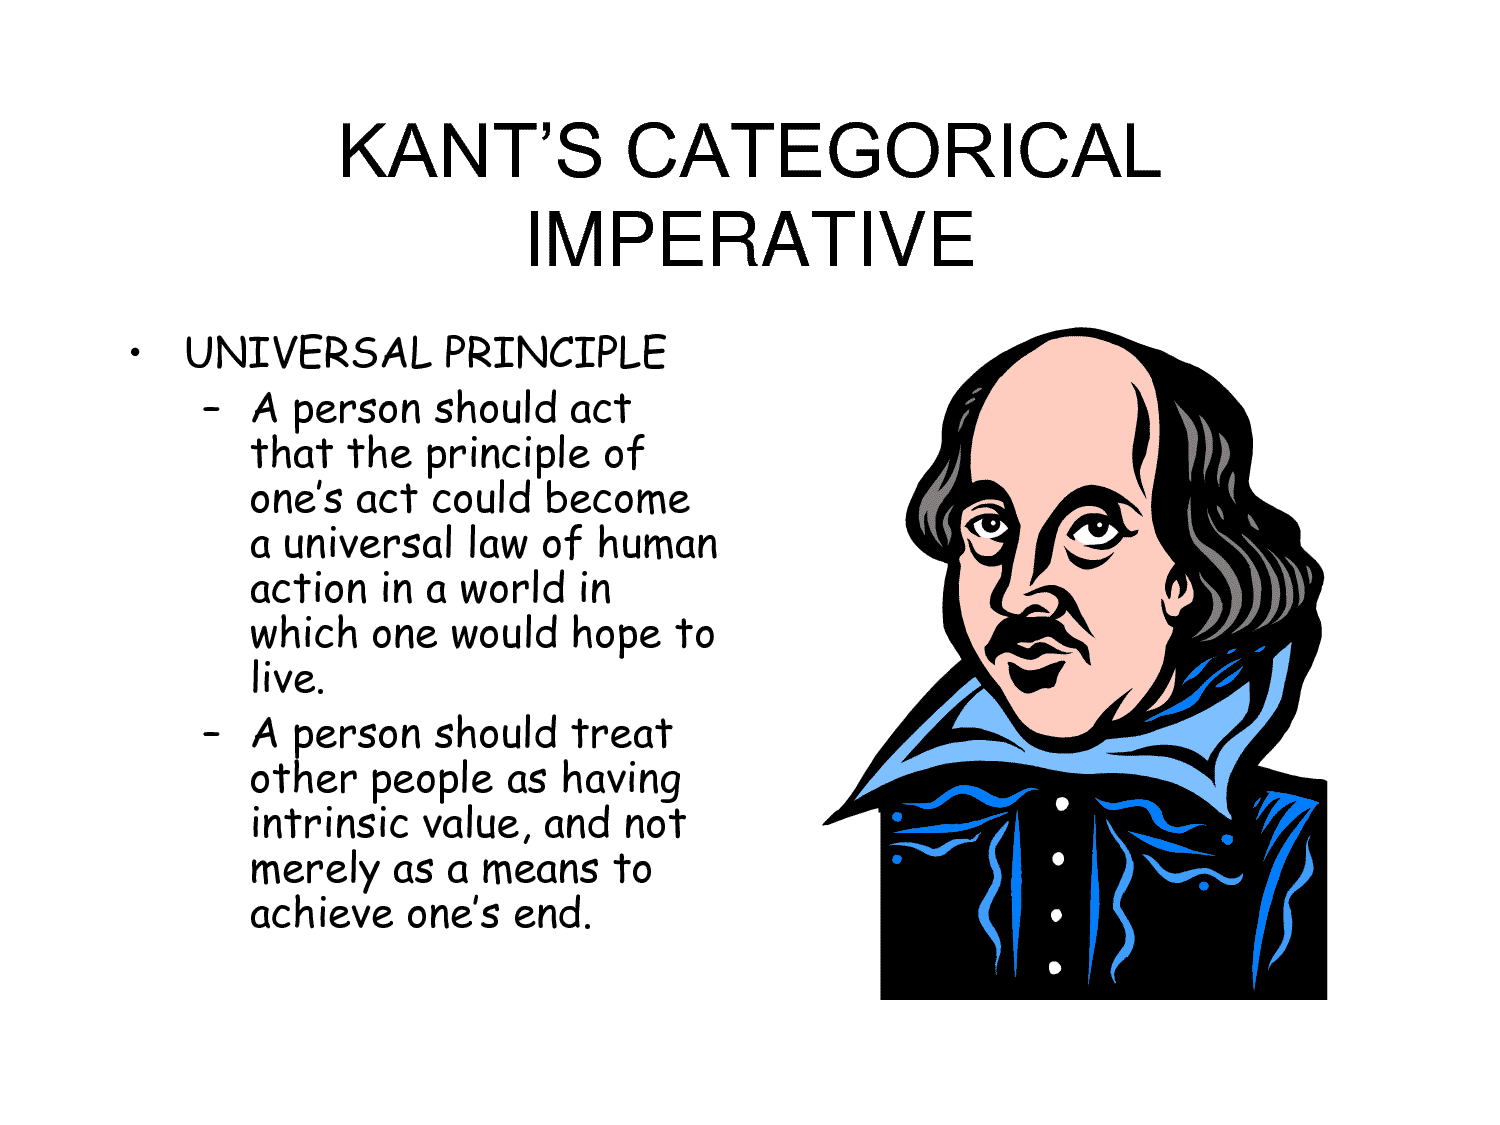 KANT’S CATEGORICAL
IMPERATIVE
• UNIVERSAL PRINCIPLE
– A person should act
that the principle of
one’s act could become
a universal law of human
action in a world in
which one would hope to
live.
– A person should treat
other people as having
intrinsic value, and not
merely as a means to
achieve one’s end.